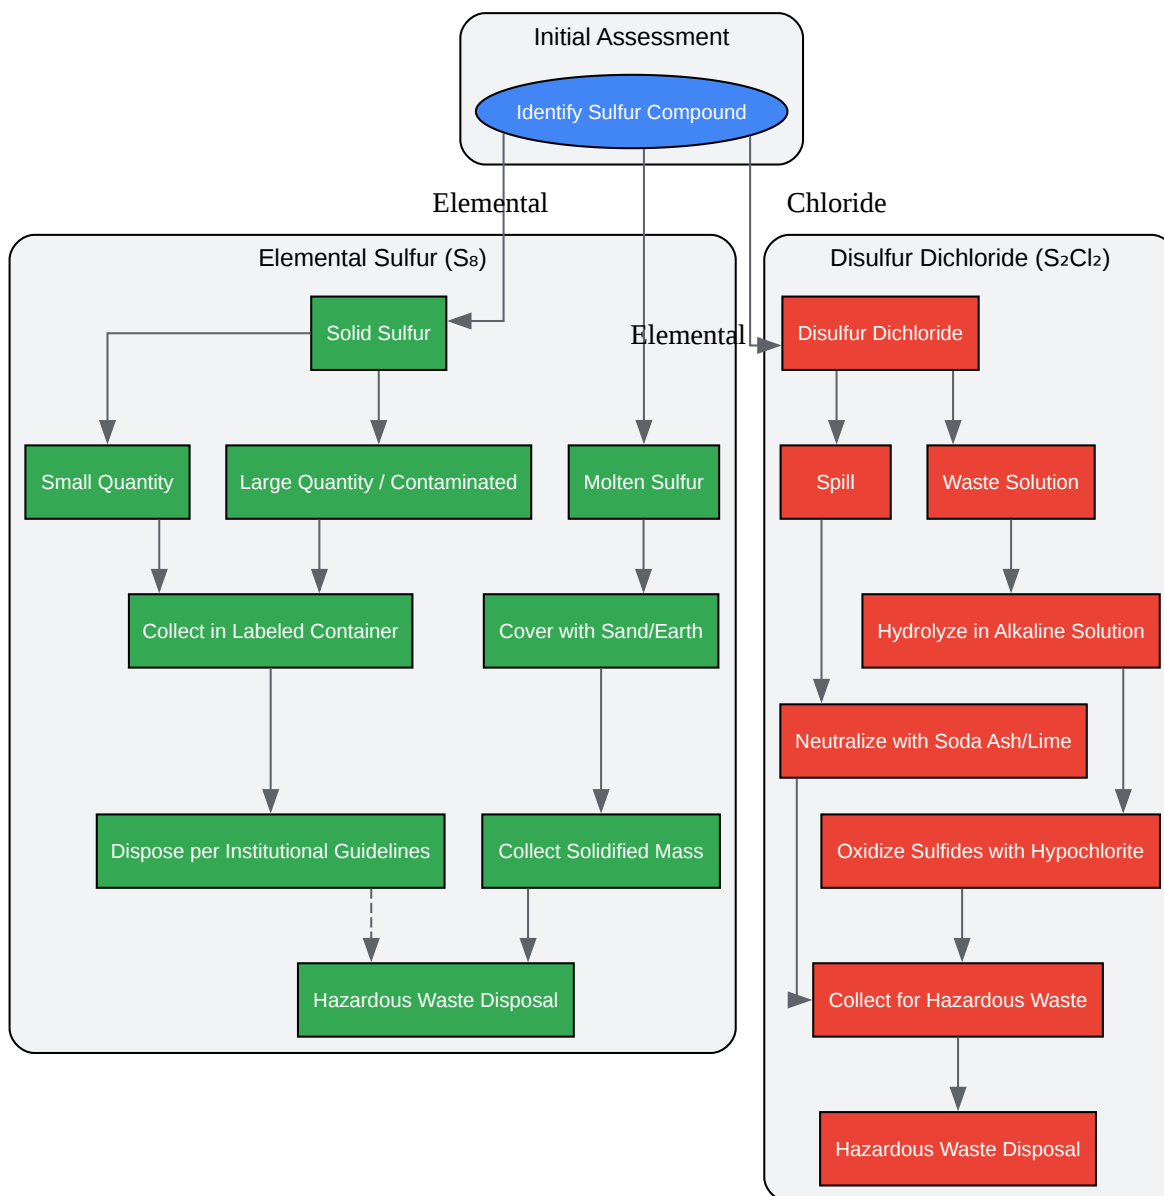 Initial Assessment
Identify Sulfur Compound
Elemental
Chloride
Elemental Sulfur (S₈)
Disulfur Dichloride (S₂Cl₂)
Solid Sulfur
Elemental
Disulfur Dichloride
Small Quantity
Large Quantity / Contaminated
Molten Sulfur
Spill
Waste Solution
Collect in Labeled Container
Cover with Sand/Earth
Hydrolyze in Alkaline Solution
Neutralize with Soda Ash/Lime
Dispose per Institutional Guidelines
Collect Solidified Mass
Oxidize Sulfides with Hypochlorite
Hazardous Waste Disposal
Collect for Hazardous Waste
Hazardous Waste Disposal